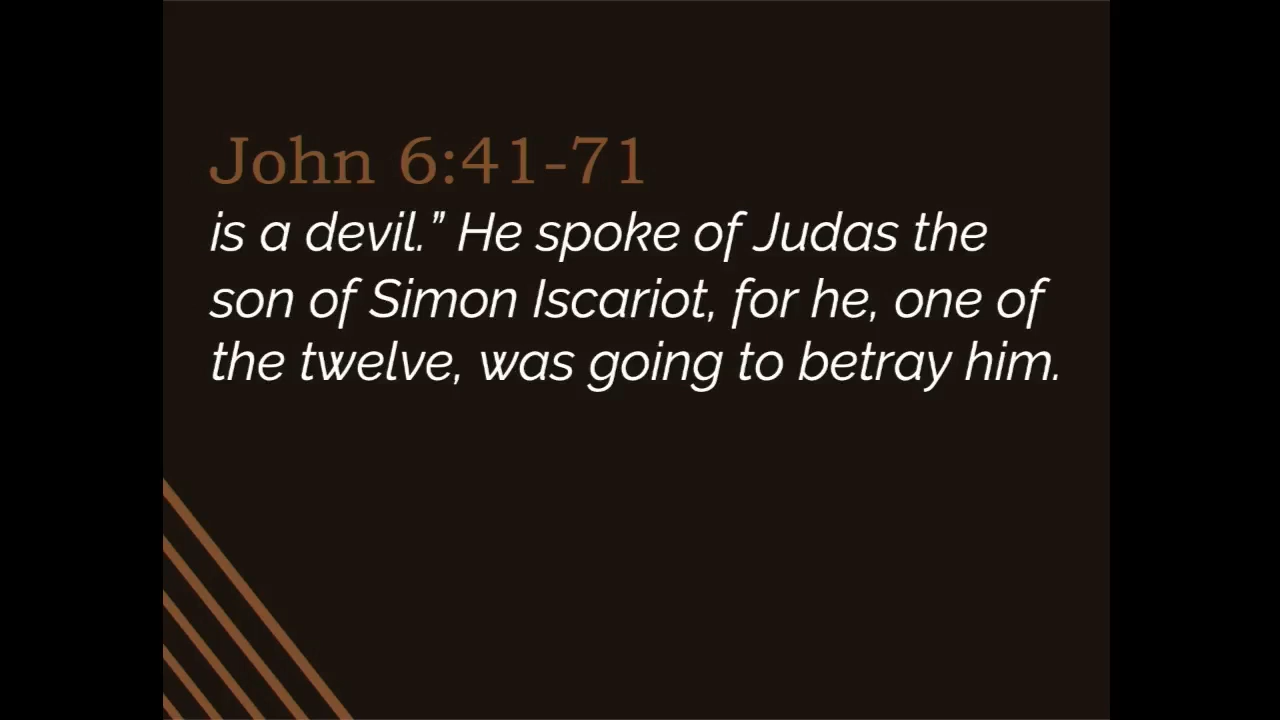 John 6:41-71
is a devil.” He spoke of Judas the
son of Simon Iscariot, for he, one of
the twelve, was going to betray him.